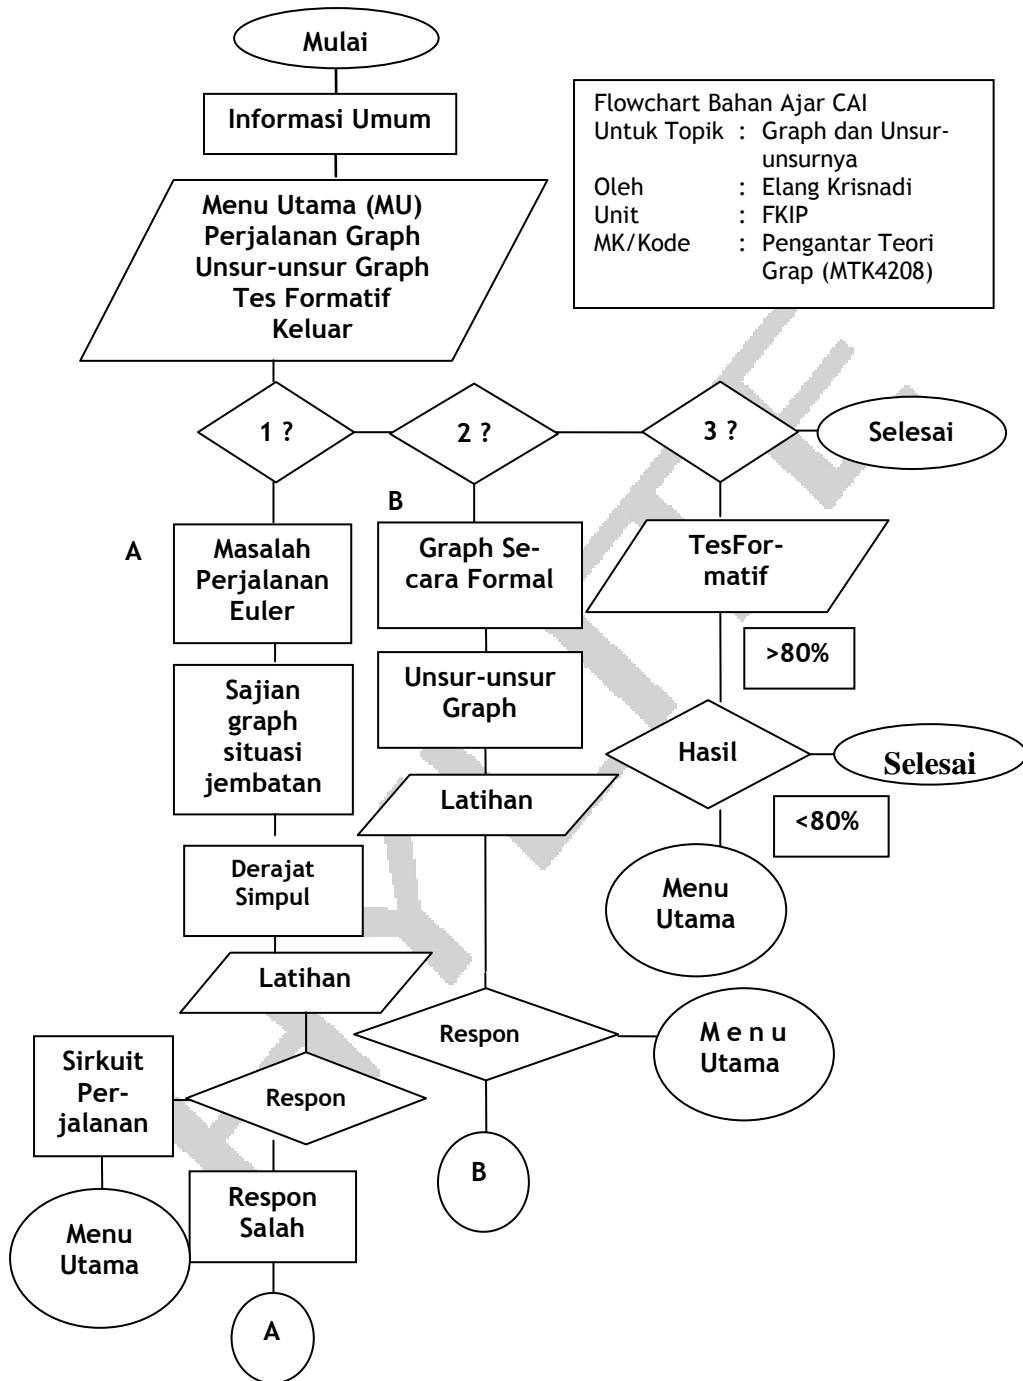 Mulai
Informasi Umum
Flowchart Bahan Ajar CAI
Untuk Topik : Graph dan Unsur-
unsurnya
Oleh : Elang Krisnadi
Unit : FKIP
MK/Kode : Pengantar Teori
Grap (MTK4208)
Menu Utama (MU)
Perjalanan Graph
Unsur-unsur Graph
Tes Formatif
Keluar
1 ?
2 ?
3 ?
Selesai
A
Masalah
Perjalanan
Euler
Sajian
graph
situasi
jembatan
Derajat
Simpul
Latihan
Respon
Sirkuit
Per-
jalanan
Menu
Utama
Respon
Salah
A
B
Graph Se-
cara Formal
Unsur-unsur
Graph
Latihan
Respon
M e n u
Utama
B
TesFor-
matif
>80%
Hasil
Selesai
<80%
Menu
Utama